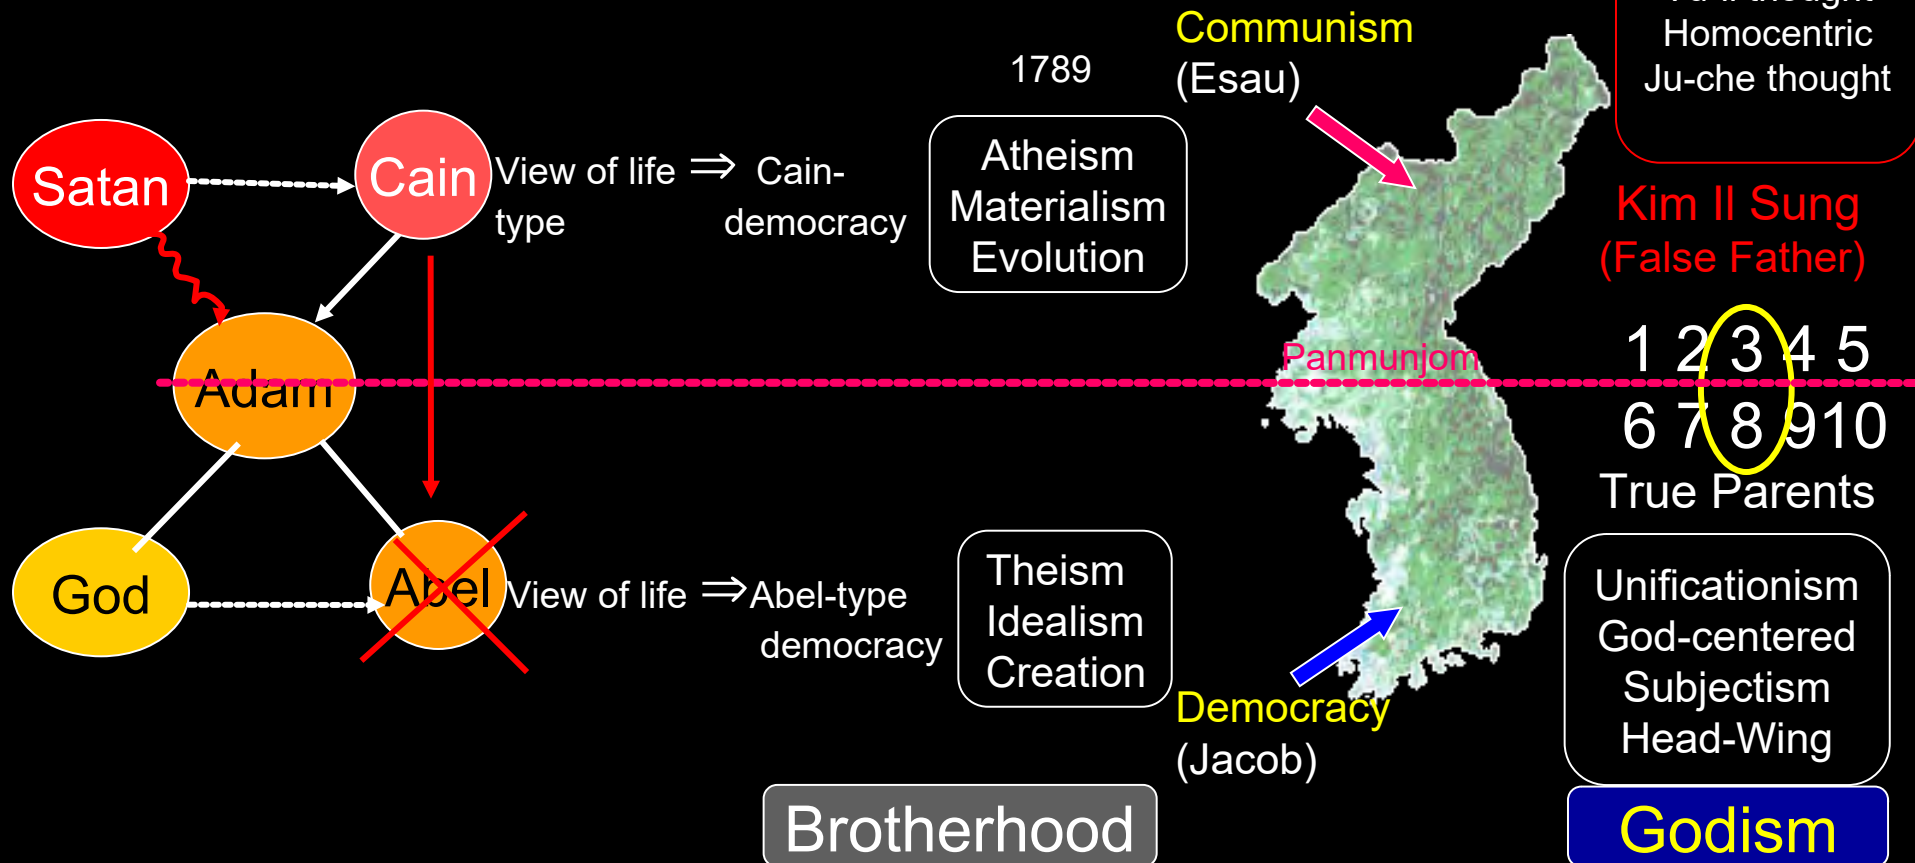 Homocentric
Ju-che thought
Communism
(Esau)
1789
Satan
Cain
View of life ⇒ Cain-
type
democracy
Atheism
Materialism
Evolution
Kim Il Sung
(False Father)
Panmunjom
1 2 3 4 5
Adam
6 7 8 910
True Parents
God
Abel
View of life ⇒Abel-type
democracy
Theism
Idealism
Creation
Unificationism
God-centered
Subjectism
Head-Wing
Democracy
(Jacob)
Brotherhood
Godism